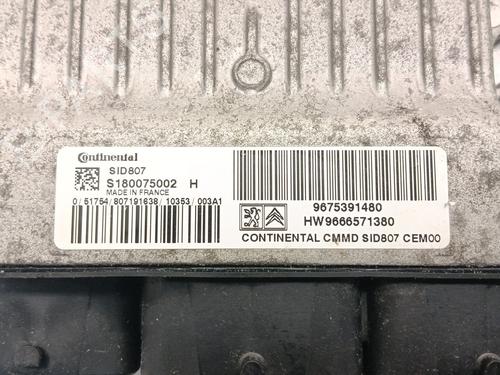 Continental
SID807
S180075002 H
MADE IN FRANCE
0/51754/807191638/10353/003A1
9675391480
HW9666571380
CONTINENTAL CMMD SID807 CEM00